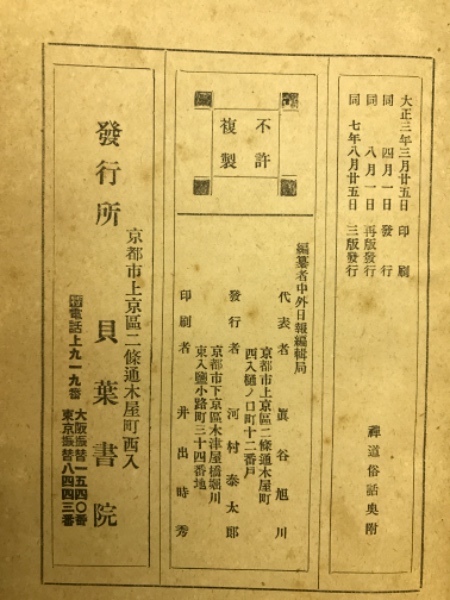 禪道俗話奧附
大正三年三月廿五日 印刷
同 四月一日 發行
同 八月一日 再版發行
同 七年八月廿五日 三版發行
不許
複製
編纂者中外日報編輯局
代表者 眞谷旭川
京都市上京區二條通木屋町
西入樋ノ口町十二番戶
發行者 河村泰太郎
京都市下京區木津屋橋堀川
東入鹽小路町三十四番地
印刷者 井出時秀
京都市上京區二條通木屋町西入
發行所 貝葉書院
電話上九一九番
大阪振替一五四〇番
東京振替八四四三番